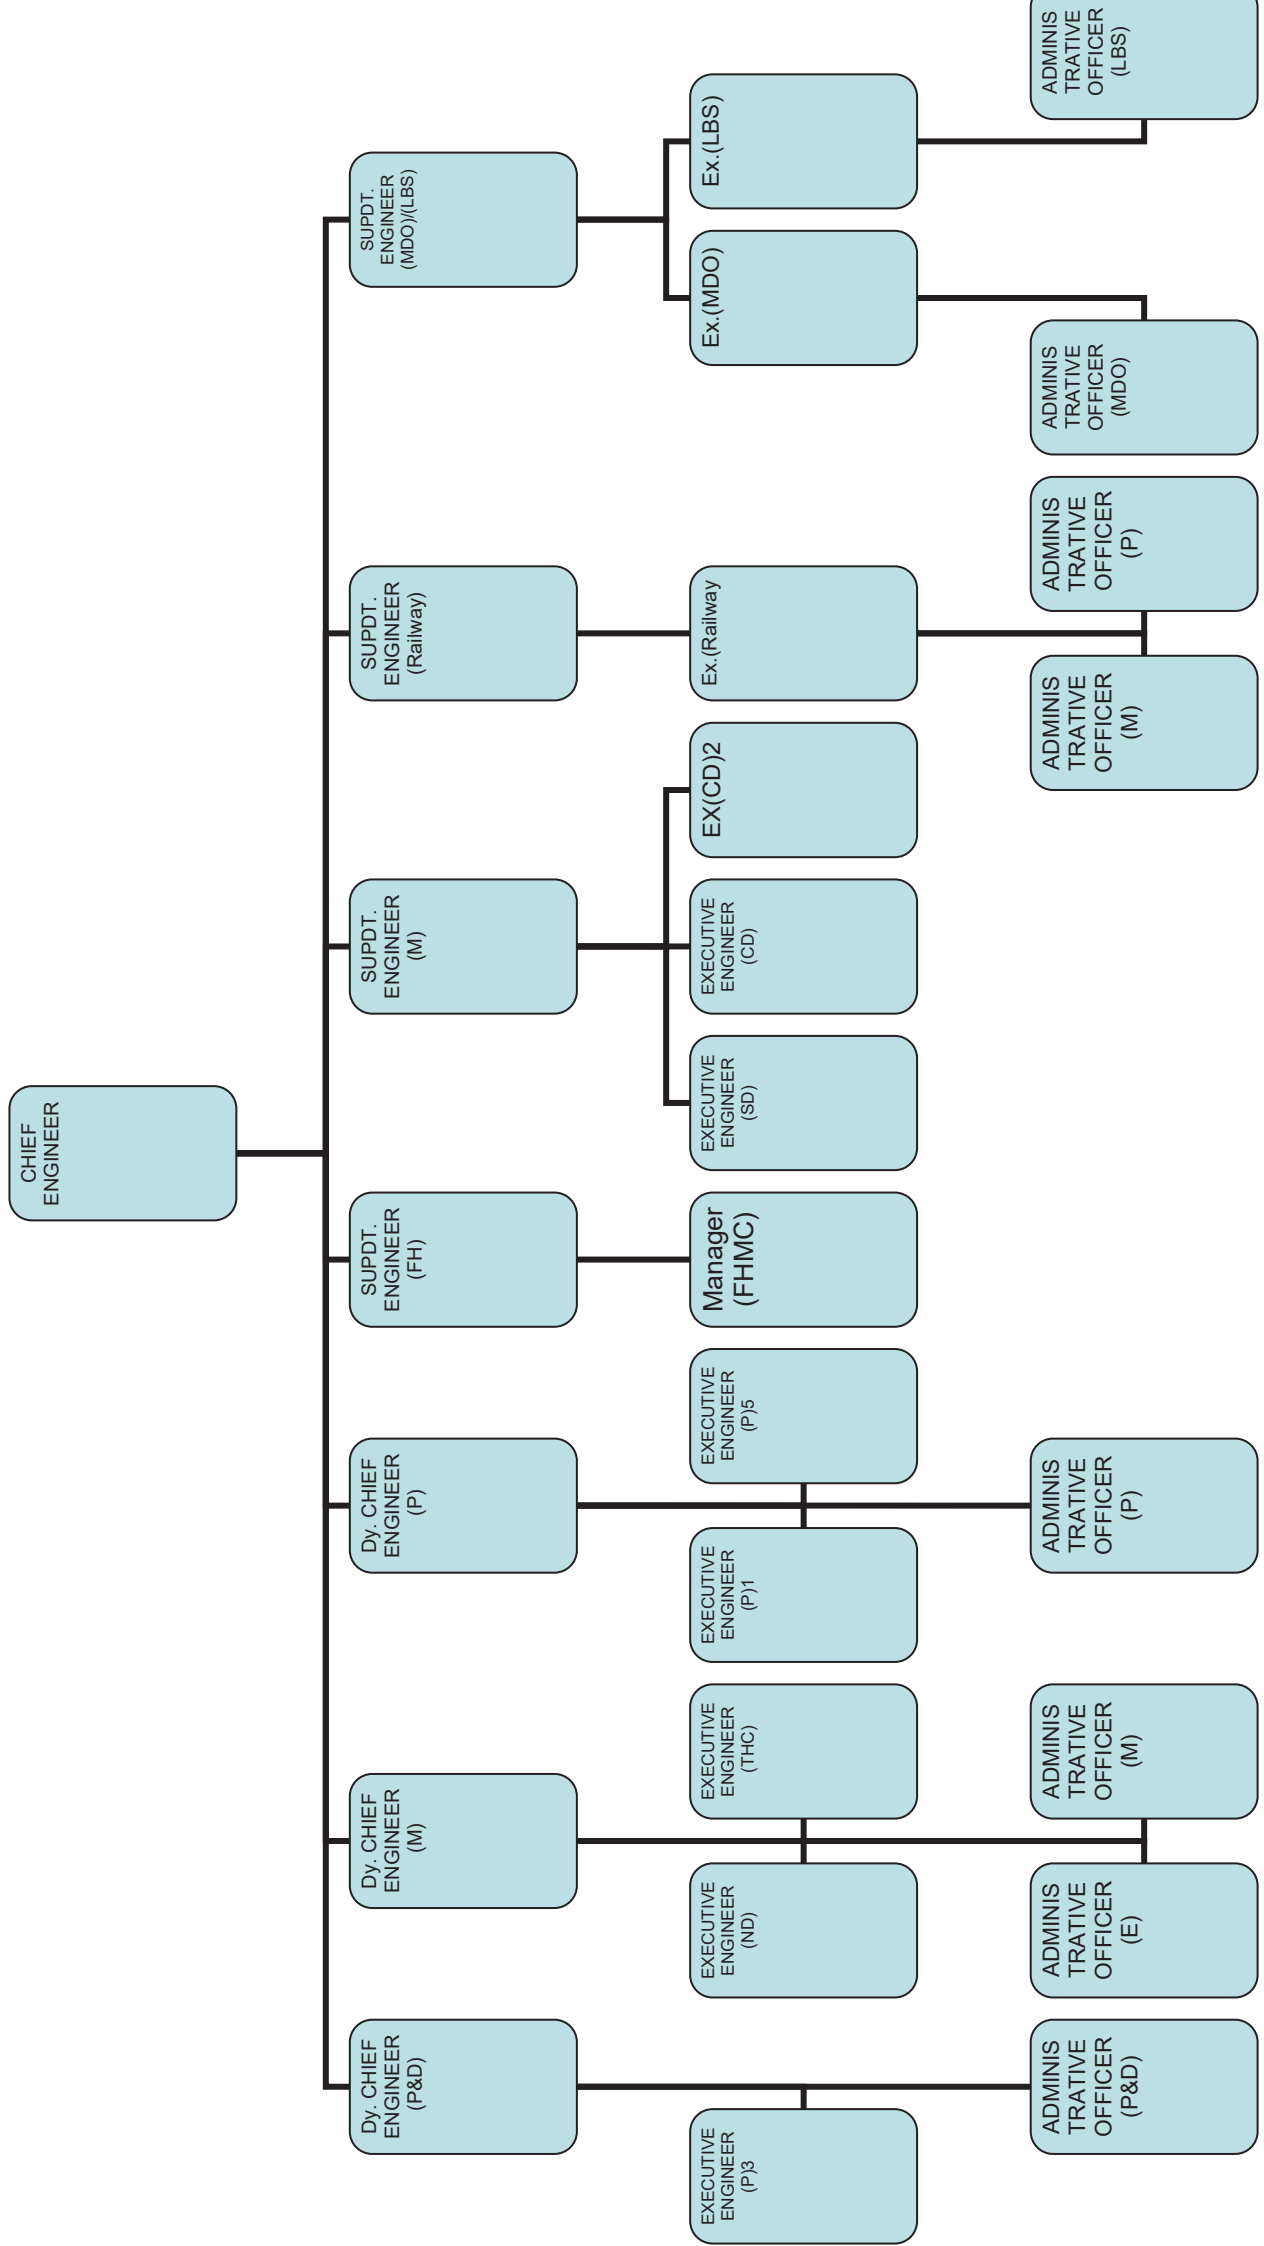 CHIEF
ENGINEER
Dy. CHIEF
ENGINEER
(P&D)
Dy. CHIEF
ENGINEER
(M)
Dy. CHIEF
ENGINEER
(P)
SUPDT.
ENGINEER
(FH)
SUPDT.
ENGINEER
(M)
SUPDT.
ENGINEER
(Railway)
SUPDT.
ENGINEER
(MDO)/(LBS)
EXECUTIVE
ENGINEER
(P)3
EXECUTIVE
ENGINEER
(ND)
EXECUTIVE
ENGINEER
(THC)
EXECUTIVE
ENGINEER
(P)1
EXECUTIVE
ENGINEER
(P)5
Manager
(FHMC)
EXECUTIVE
ENGINEER
(SD)
EXECUTIVE
ENGINEER
(CD)
EX(CD)2
Ex.(Railway
Ex.(MDO)
Ex.(LBS)
ADMINIS
TRATIVE
OFFICER
(P&D)
ADMINIS
TRATIVE
OFFICER
(E)
ADMINIS
TRATIVE
OFFICER
(M)
ADMINIS
TRATIVE
OFFICER
(P)
ADMINIS
TRATIVE
OFFICER
(M)
ADMINIS
TRATIVE
OFFICER
(P)
ADMINIS
TRATIVE
OFFICER
(MDO)
ADMINIS
TRATIVE
OFFICER
(LBS)